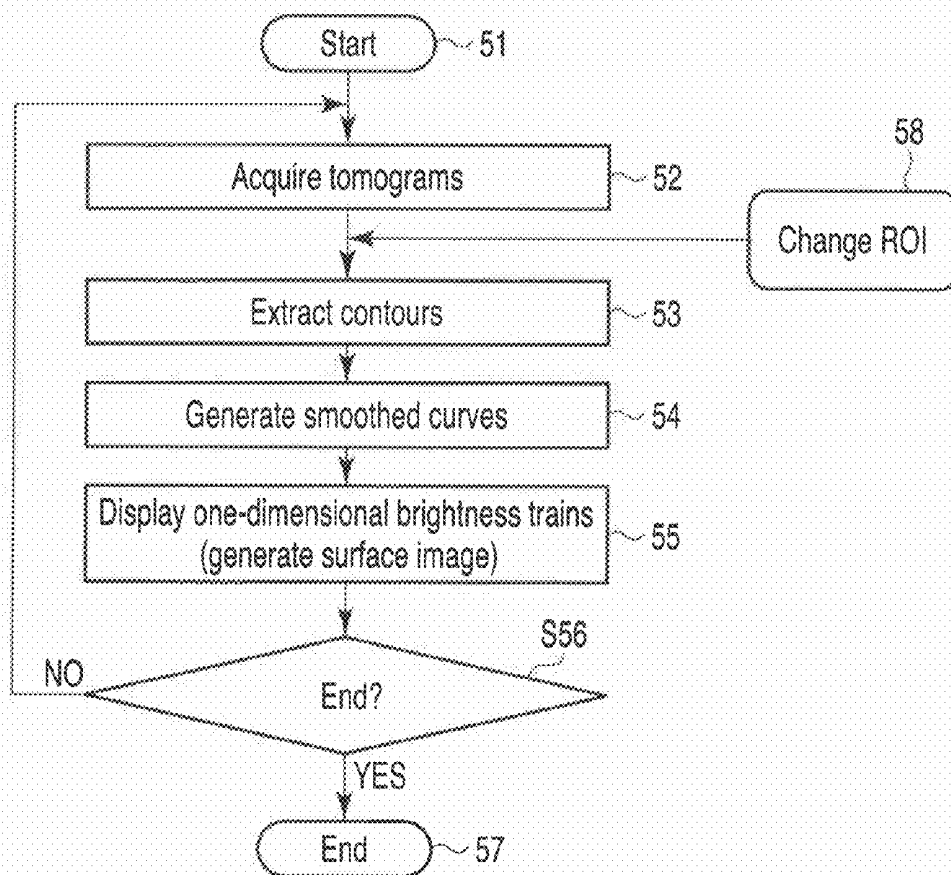 Start
51
58
Acquire tomograms
52
Change ROI
Extract contours
53
Generate smoothed curves
54
Display one-dimensional brightness trains
(generate surface image)
55
S56
NO
End?
YES
End
57